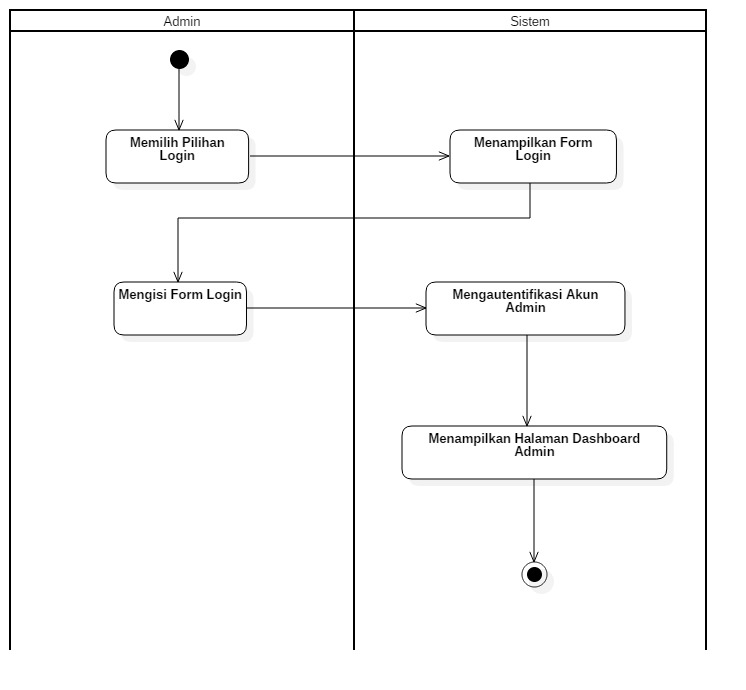 Admin
Sistem
Memilih Pilihan
Login
Menampilkan Form
Login
Mengisi Form Login
Mengautentifikasi Akun
Admin
Menampilkan Halaman Dashboard
Admin